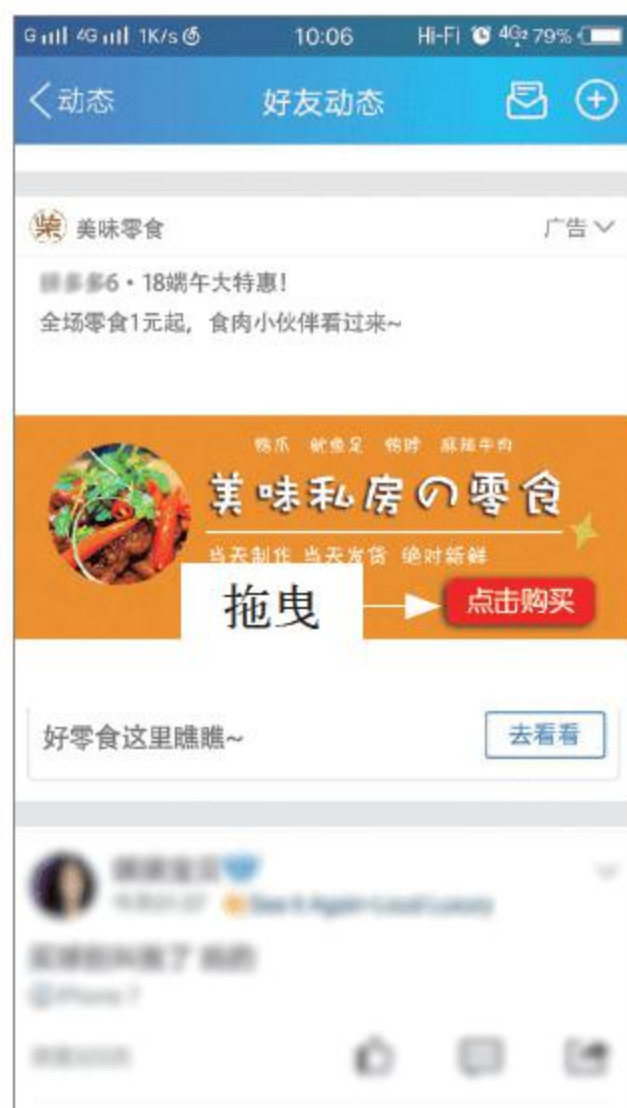 G 4G 1K/s 10:06 Hi-Fi 4G2 79%
动态 好友动态
美味零食 广告
6·18端午大特惠!
全场零食1元起,食肉小伙伴看过来~
鸭爪 鱿鱼足 鸭脖 麻辣牛肉
美味私房の零食
当天制作 当天发货 绝对新鲜
拖曳 点击购买
好零食这里瞧瞧~ 去看看